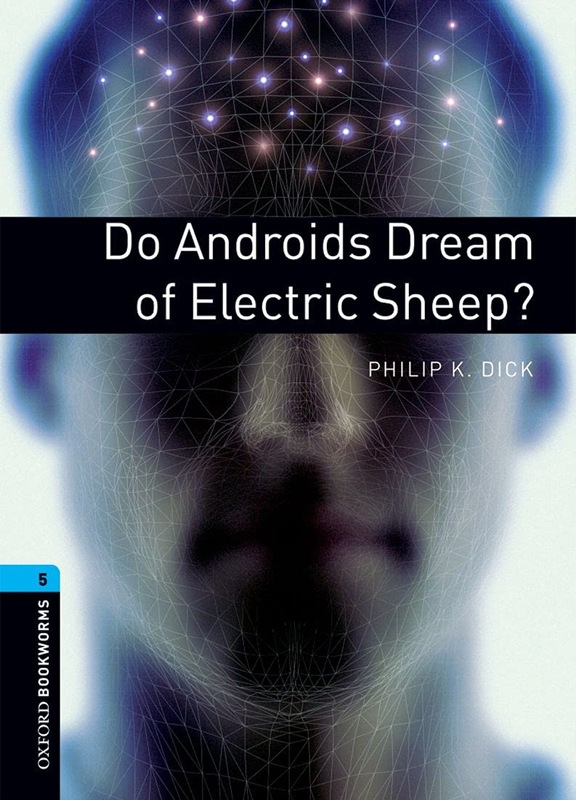 Do Androids Dream
of Electric Sheep?
PHILIP K. DICK
5
OXFORD BOOKWORMS